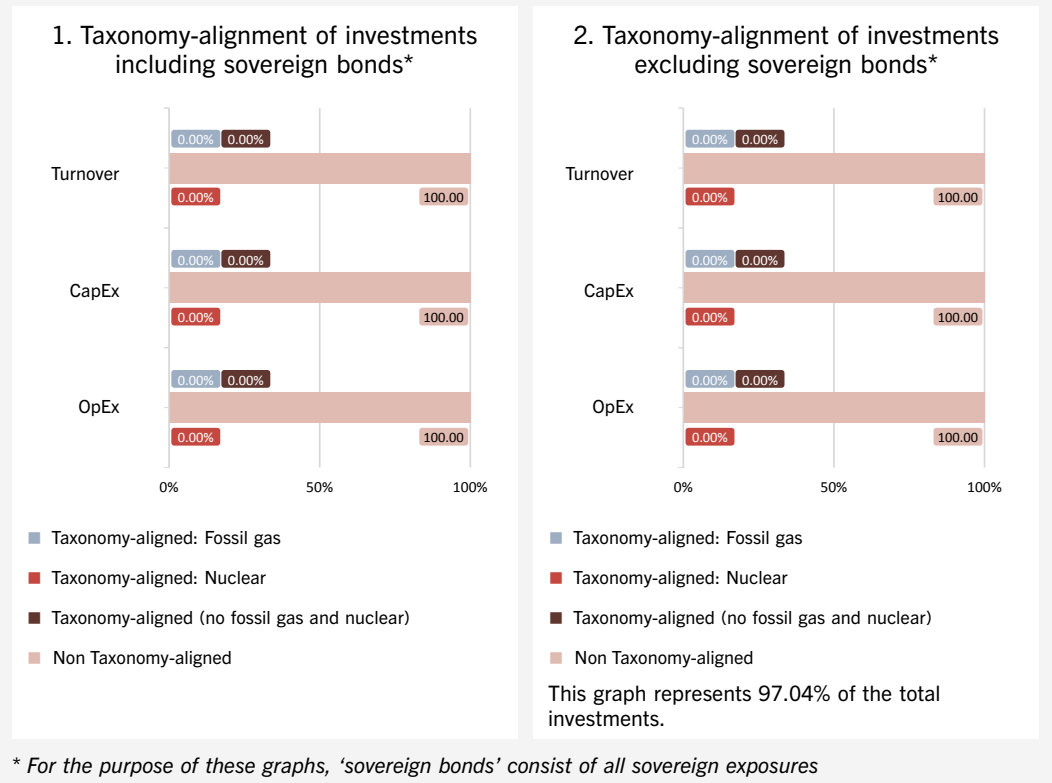 1. Taxonomy-alignment of investments
including sovereign bonds*
0.00% 0.00%
Turnover
0.00% 100.00
0.00% 0.00%
CapEx
0.00% 100.00
0.00% 0.00%
OpEx
0.00% 100.00
0% 50% 100%
Taxonomy-aligned: Fossil gas
Taxonomy-aligned: Nuclear
Taxonomy-aligned (no fossil gas and nuclear)
Non Taxonomy-aligned
2. Taxonomy-alignment of investments
excluding sovereign bonds*
0.00% 0.00%
Turnover
0.00% 100.00
0.00% 0.00%
CapEx
0.00% 100.00
0.00% 0.00%
OpEx
0.00% 100.00
0% 50% 100%
Taxonomy-aligned: Fossil gas
Taxonomy-aligned: Nuclear
Taxonomy-aligned (no fossil gas and nuclear)
Non Taxonomy-aligned
This graph represents 97.04% of the total
investments.
* For the purpose of these graphs, ‘sovereign bonds’ consist of all sovereign exposures